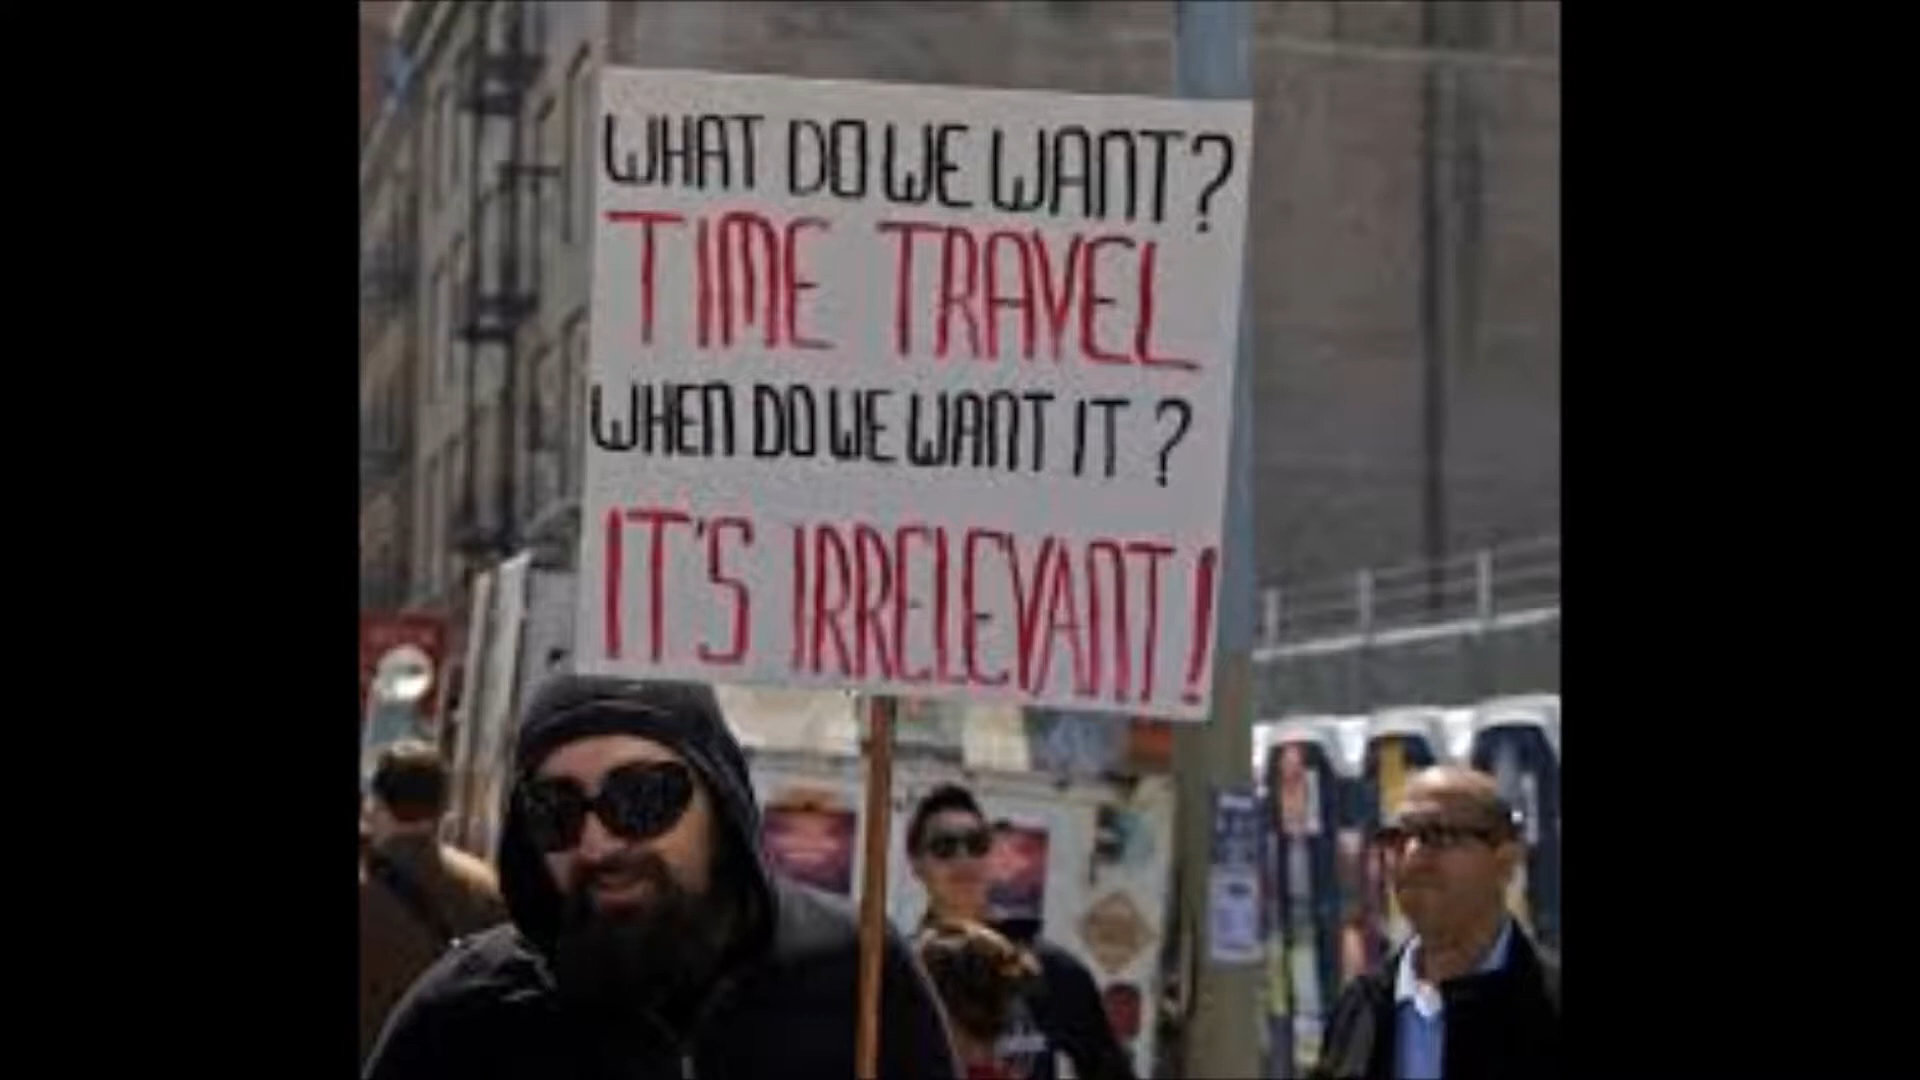 WHAT DO WE WANT?
TIME TRAVEL
WHEN DO WE WANT IT?
IT'S IRRELEVANT!